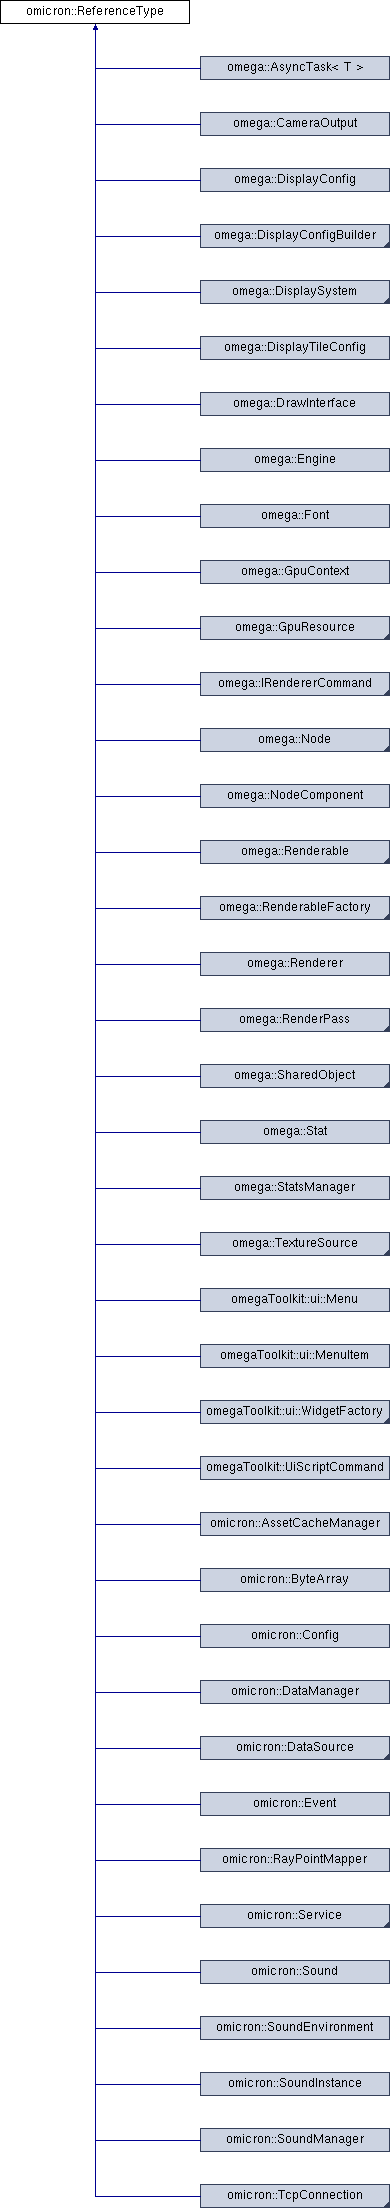 omicron::ReferenceType
omega::AsyncTask< T >
omega::CameraOutput
omega::DisplayConfig
omega::DisplayConfigBuilder
omega::DisplaySystem
omega::DisplayTileConfig
omega::DrawInterface
omega::Engine
omega::Font
omega::GpuContext
omega::GpuResource
omega::IRendererCommand
omega::Node
omega::NodeComponent
omega::Renderable
omega::RenderableFactory
omega::Renderer
omega::RenderPass
omega::SharedObject
omega::Stat
omega::StatsManager
omega::TextureSource
omegaToolkit::ui::Menu
omegaToolkit::ui::MenuItem
omegaToolkit::ui::WidgetFactory
omegaToolkit::UiScriptCommand
omicron::AssetCacheManager
omicron::ByteArray
omicron::Config
omicron::DataManager
omicron::DataSource
omicron::Event
omicron::RayPointMapper
omicron::Service
omicron::Sound
omicron::SoundEnvironment
omicron::SoundInstance
omicron::SoundManager
omicron::TcpConnection